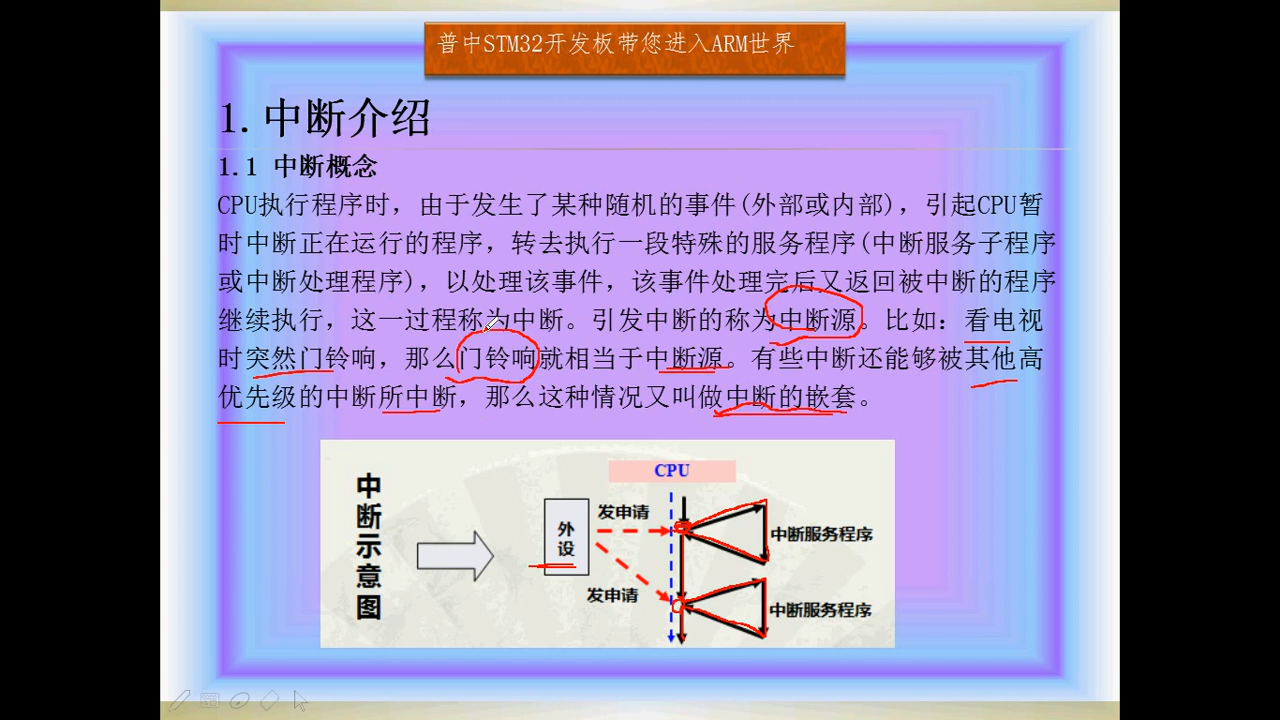 普中STM32开发板带您进入ARM世界
1.中断介绍
1.1 中断概念
CPU执行程序时，由于发生了某种随机的事件(外部或内部)，引起CPU暂
时中断正在运行的程序，转去执行一段特殊的服务程序(中断服务子程序
或中断处理程序)，以处理该事件，该事件处理完后又返回被中断的程序
继续执行，这一过程称为中断。引发中断的称为中断源。比如：看电视
时突然门铃响，那么门铃响就相当于中断源。有些中断还能够被其他高
优先级的中断所中断，那么这种情况又叫做中断的嵌套。
中断示意图
CPU
外设
发申请
中断服务程序
发申请
中断服务程序